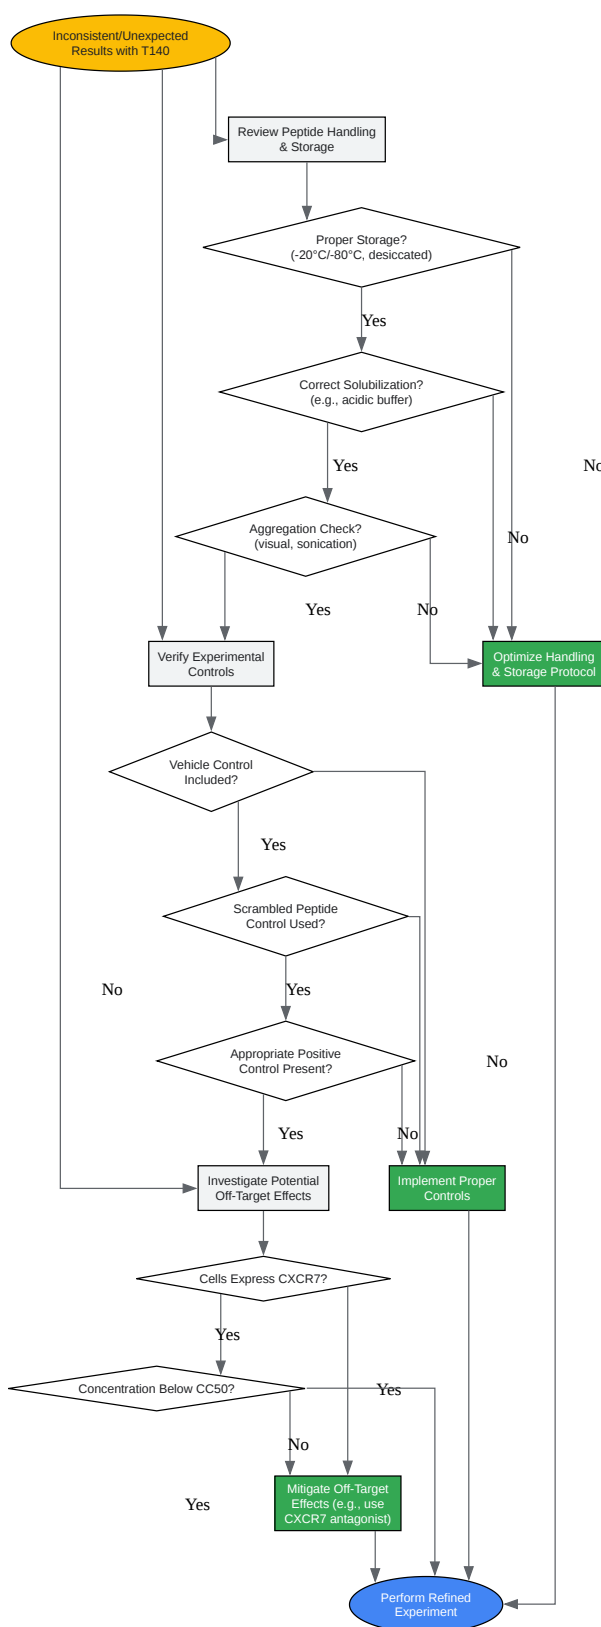 Inconsistent/Unexpected
Results with T140
Review Peptide Handling
& Storage
Proper Storage?
(-20°C/-80°C, desiccated)
Yes
Correct Solubilization?
(e.g., acidic buffer)
Yes
No
Aggregation Check?
(visual, sonication)
No
Yes
No
Verify Experimental
Controls
Optimize Handling
& Storage Protocol
Vehicle Control
Included?
Yes
Scrambled Peptide
Control Used?
No
Yes
Appropriate Positive
Control Present?
No
Yes
No
Investigate Potential
Off-Target Effects
Implement Proper
Controls
Cells Express CXCR7?
Yes
Concentration Below CC50?
Yes
No
Mitigate Off-Target
Effects (e.g., use
CXCR7 antagonist)
Yes
Perform Refined
Experiment